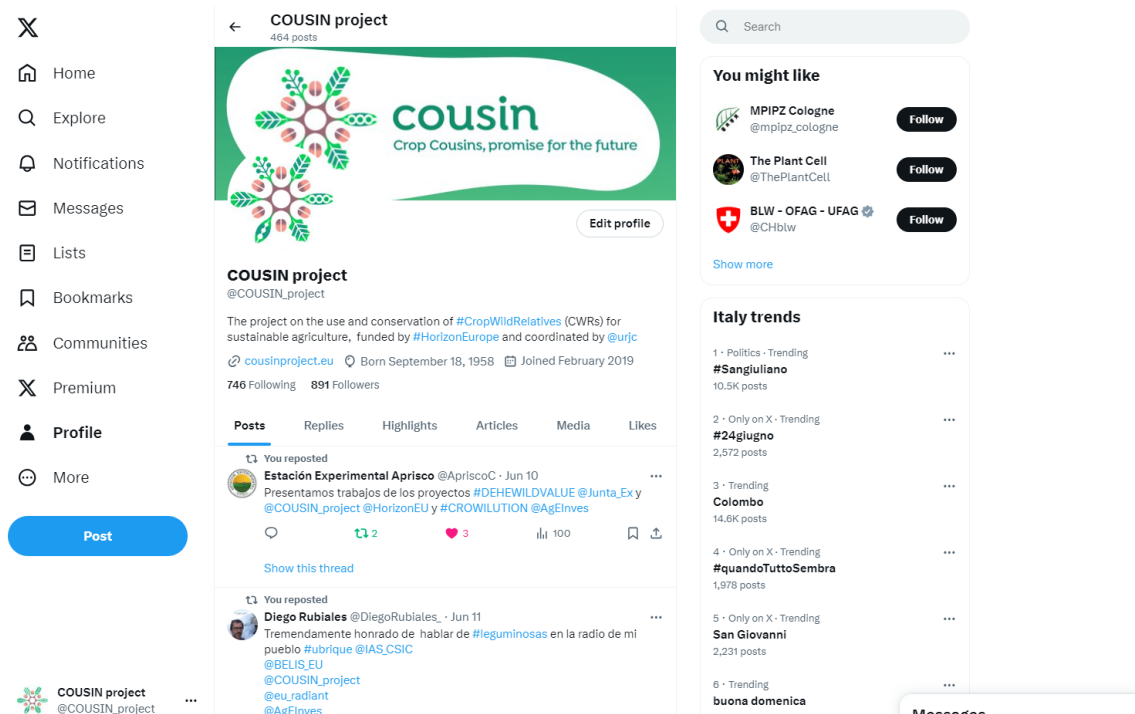 Home
Explore
Notifications
Messages
Lists
Bookmarks
Communities
Premium
Profile
More
Post
COUSIN project
@COUSIN_project
COUSIN project
464 posts
cousin
Crop Cousins, promise for the future
Edit profile
COUSIN project
@COUSIN_project
The project on the use and conservation of #CropWildRelatives (CWRs) for
sustainable agriculture, funded by #HorizonEurope and coordinated by @urjc
cousinproject.eu Born September 18, 1958 Joined February 2019
746 Following 891 Followers
Posts Replies Highlights Articles Media Likes
You reposted
Estación Experimental Aprisco @ApriscoC · Jun 10
Presentamos trabajos de los proyectos #DEHEWILDVALUE @Junta_Ex y
@COUSIN_project @HorizonEU y #CROWILUTION @AgEInves
2 3 100
Show this thread
You reposted
Diego Rubiales @DiegoRubiales_ · Jun 11
Tremendamente honrado de hablar de #leguminosas en la radio de mi
pueblo #ubrique @IAS_CSIC
@BELIS_EU
@COUSIN_project
@eu_radiant
@AgEInves
Search
You might like
MPIPZ Cologne
@mpipz_cologne
Follow
PLANT
The Plant Cell
@ThePlantCell
Follow
BLW - OFAG - UFAG
@CHblw
Follow
Show more
Italy trends
1 · Politics · Trending
#Sangiuliano
10.5K posts
2 · Only on X · Trending
#24giugno
2,572 posts
3 · Trending
Colombo
14.6K posts
4 · Only on X · Trending
#quandoTuttoSembra
1,978 posts
5 · Only on X · Trending
San Giovanni
2,231 posts
6 · Trending
buona domenica
Messages